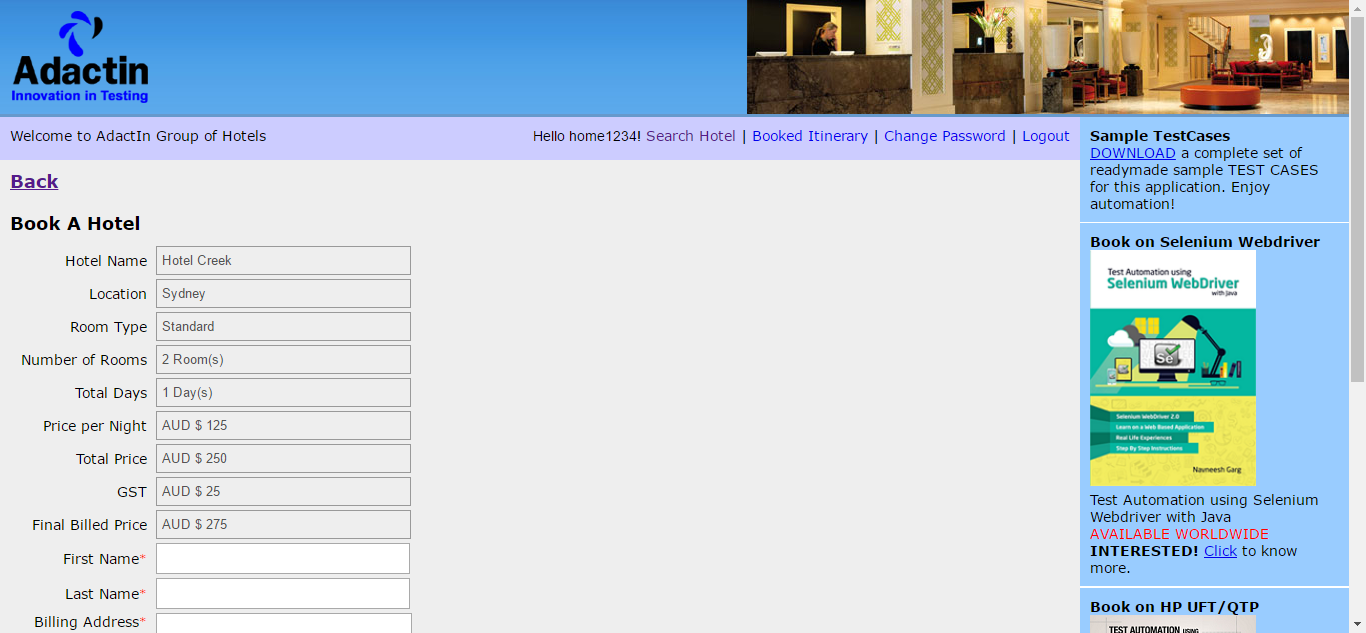 Adactin
Innovation in Testing
Welcome to AdactIn Group of Hotels
Hello home1234! Search Hotel | Booked Itinerary | Change Password | Logout
Back
Book A Hotel
Hotel Name Hotel Creek
Location Sydney
Room Type Standard
Number of Rooms 2 Room(s)
Total Days 1 Day(s)
Price per Night AUD $ 125
Total Price AUD $ 250
GST AUD $ 25
Final Billed Price AUD $ 275
First Name*
Last Name*
Billing Address*
Sample TestCases
DOWNLOAD a complete set of
readymade sample TEST CASES
for this application. Enjoy
automation!
Book on Selenium Webdriver
Test Automation using
Selenium WebDriver
with Java
Se
Selenium WebDriver 2.0
Learn on a Web Based Application
Real Life Experiences
Step By Step Instructions
Navneesh Garg
Test Automation using Selenium
Webdriver with Java
AVAILABLE WORLDWIDE
INTERESTED! Click to know
more.
Book on HP UFT/QTP
TEST AUTOMATION USING